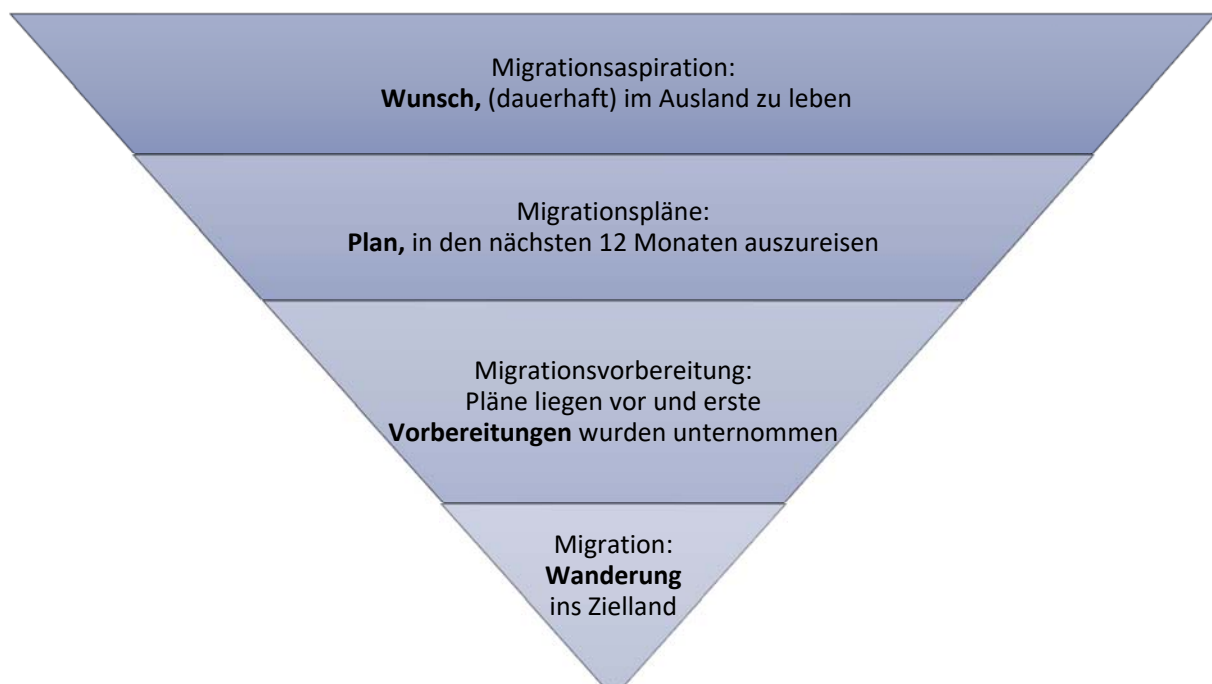 Migrationsaspiration:
Wunsch, (dauerhaft) im Ausland zu leben
Migrationspläne:
Plan, in den nächsten 12 Monaten auszureisen
Migrationsvorbereitung:
Pläne liegen vor und erste
Vorbereitungen wurden unternommen
Migration:
Wanderung
ins Zielland